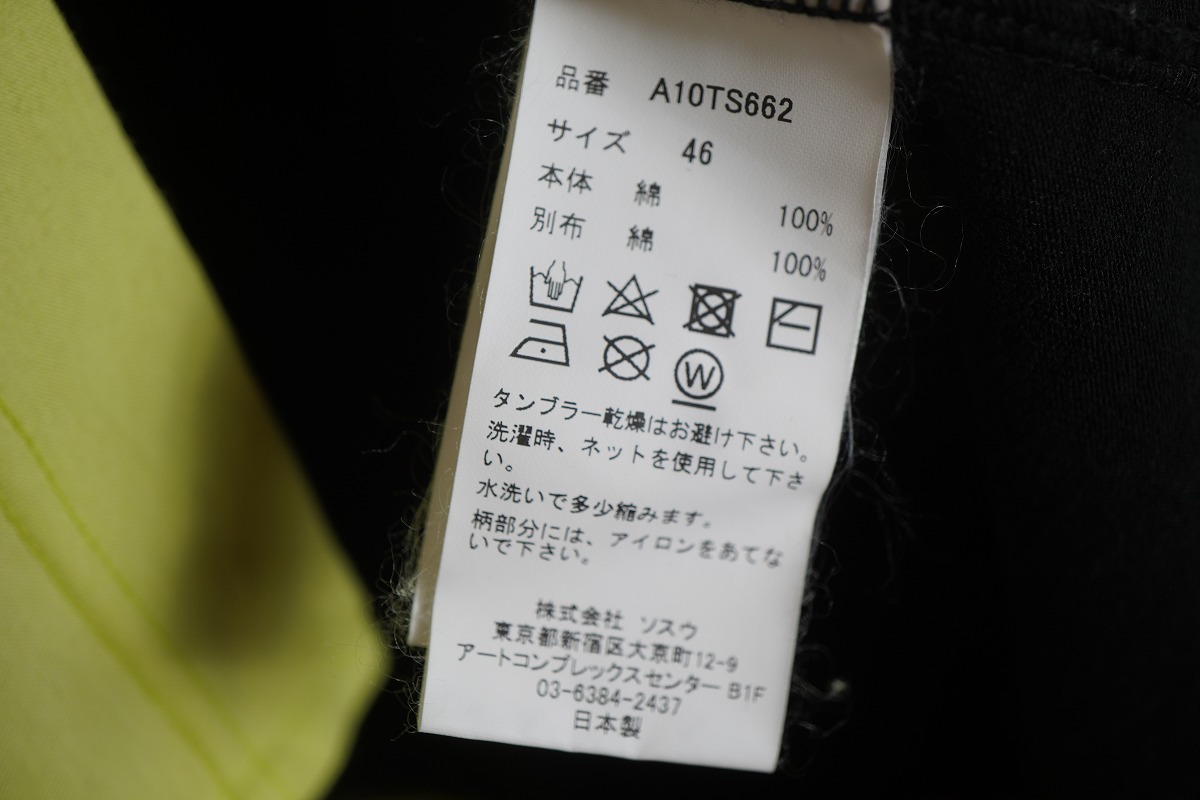 品番 A10TS662
サイズ 46
本体 綿 100%
別布 綿 100%
W
タンブラー乾燥はお避け下さい。
洗濯時、ネットを使用して下さ
い。
水洗いで多少縮みます。
柄部分には、アイロンをあてな
いで下さい。
株式会社 ソスウ
東京都新宿区大京町12-9
アートコンプレックスセンター B1F
03-6384-2437
日本製